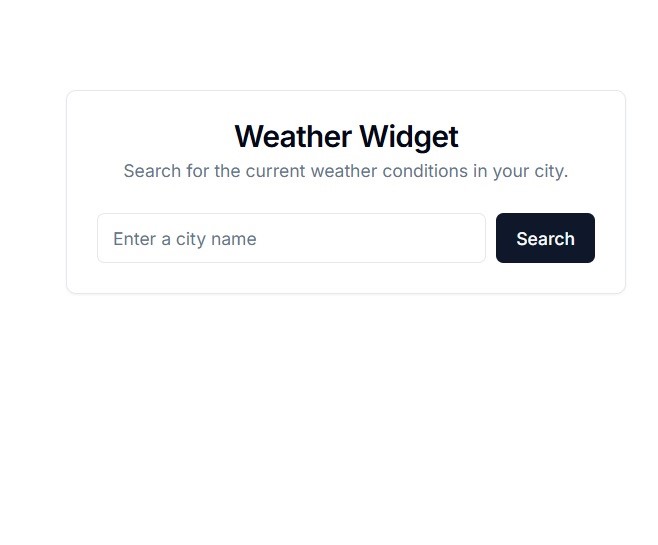 Weather Widget
Search for the current weather conditions in your city.
Enter a city name
Search